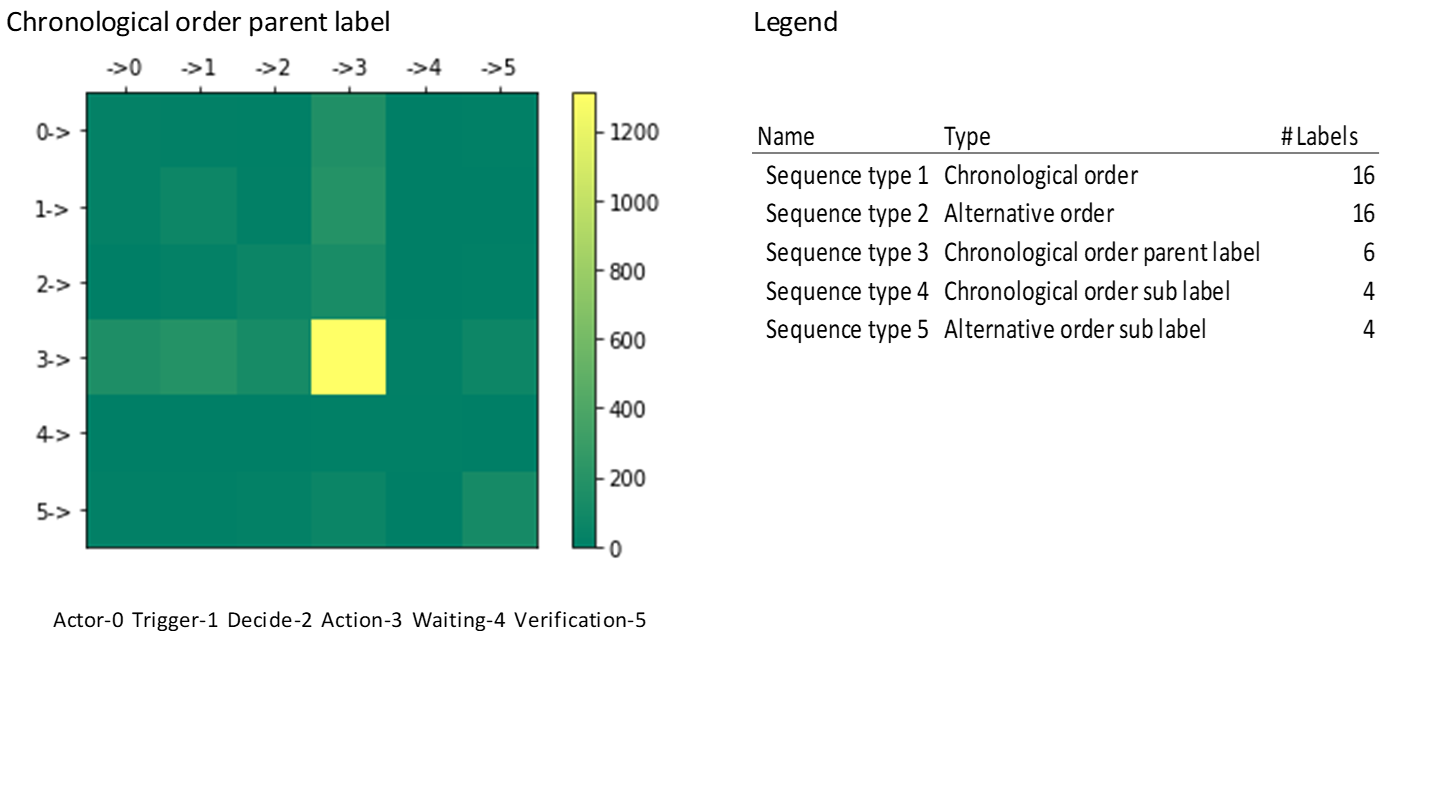 Chronological order parent label
->0 ->1 ->2 ->3 ->4 ->5
0->
1->
2->
3->
4->
5->
1200
1000
800
600
400
200
0
Actor-0 Trigger-1 Decide-2 Action-3 Waiting-4 Verification-5
Legend
Name Type # Labels
Sequence type 1 Chronological order 16
Sequence type 2 Alternative order 16
Sequence type 3 Chronological order parent label 6
Sequence type 4 Chronological order sub label 4
Sequence type 5 Alternative order sub label 4